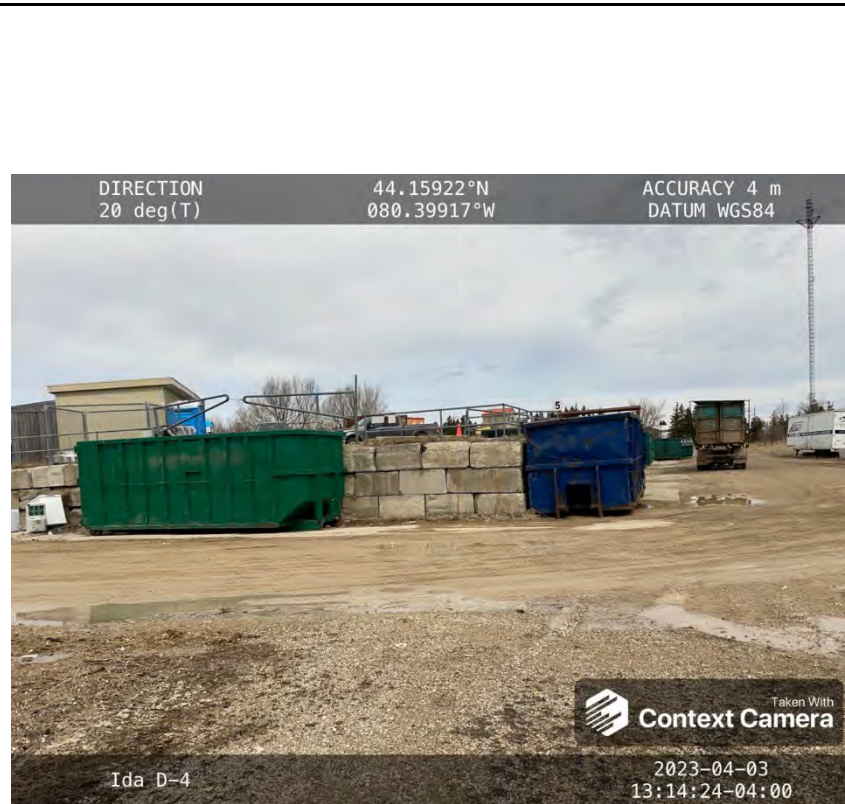 DIRECTION
20 deg(T)
44.15922°N
080.39917°W
ACCURACY 4 m
DATUM WGS84
5
Taken With
Context Camera
Ida D-4
2023-04-03
13:14:24-04:00